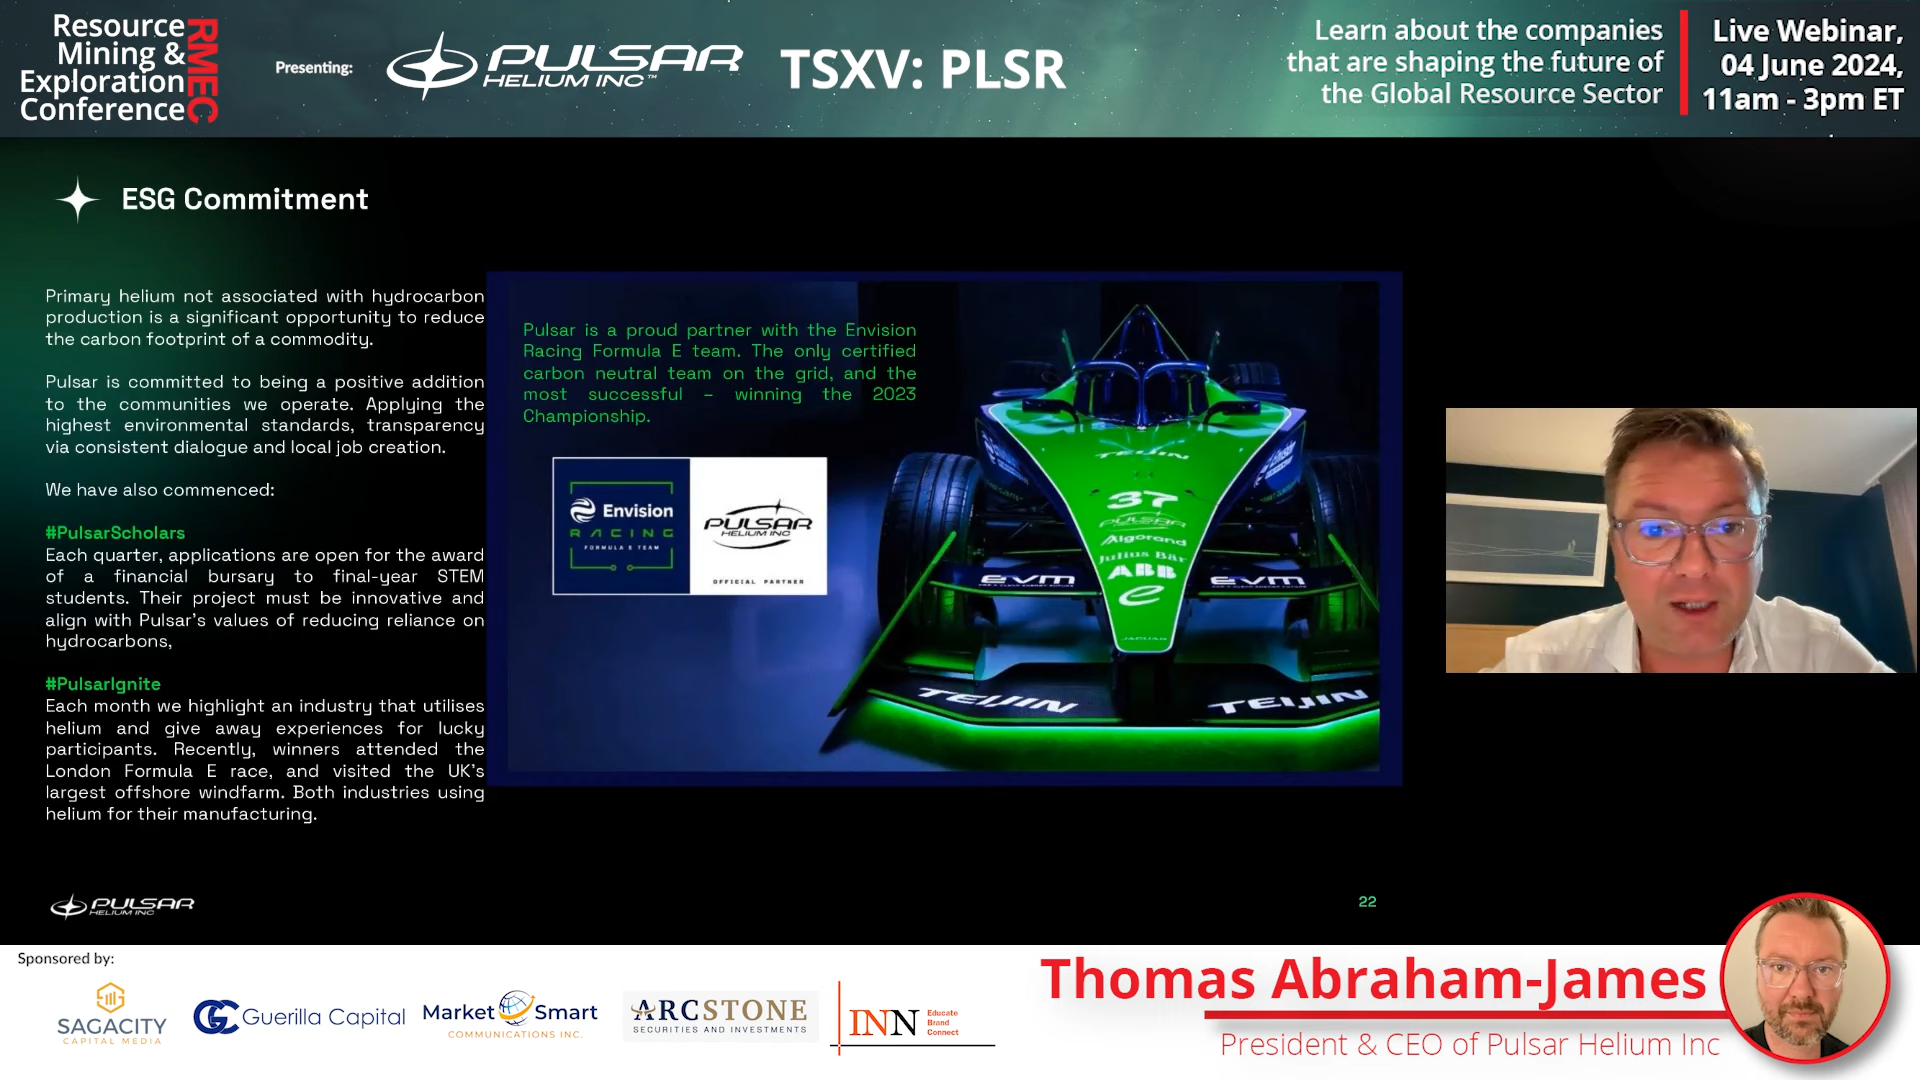 Resource
Mining &
Exploration
Conference
RMEC
Presenting:
PULSAR
HELIUM INC™
TSXV: PLSR
Learn about the companies
that are shaping the future of
the Global Resource Sector
Live Webinar,
04 June 2024,
11am - 3pm ET
ESG Commitment
Primary helium not associated with hydrocarbon
production is a significant opportunity to reduce
the carbon footprint of a commodity.
Pulsar is committed to being a positive addition
to the communities we operate. Applying the
highest environmental standards, transparency
via consistent dialogue and local job creation.
We have also commenced:
#PulsarScholars
Each quarter, applications are open for the award
of a financial bursary to final-year STEM
students. Their project must be innovative and
align with Pulsar's values of reducing reliance on
hydrocarbons,
#PulsarIgnite
Each month we highlight an industry that utilises
helium and give away experiences for lucky
participants. Recently, winners attended the
London Formula E race, and visited the UK's
largest offshore windfarm. Both industries using
helium for their manufacturing.
Pulsar is a proud partner with the Envision
Racing Formula E team. The only certified
carbon neutral team on the grid, and the
most successful – winning the 2023
Championship.
Envision
RACING
FORMULA E TEAM
PULSAR
HELIUM INC
OFFICIAL PARTNER
TEIJIN
37
PULSAR
Algorand
Julius Bär
ABB
e
JAGUAR
evm
evm
TEIJIN
TEIJIN
PULSAR
HELIUM INC
22
Sponsored by:
SAGACITY
CAPITAL MEDIA
GC Guerilla Capital
Market Smart
COMMUNICATIONS INC.
ARCSTONE
SECURITIES AND INVESTMENTS
INN
Educate
Brand
Connect
Thomas Abraham-James
President & CEO of Pulsar Helium Inc